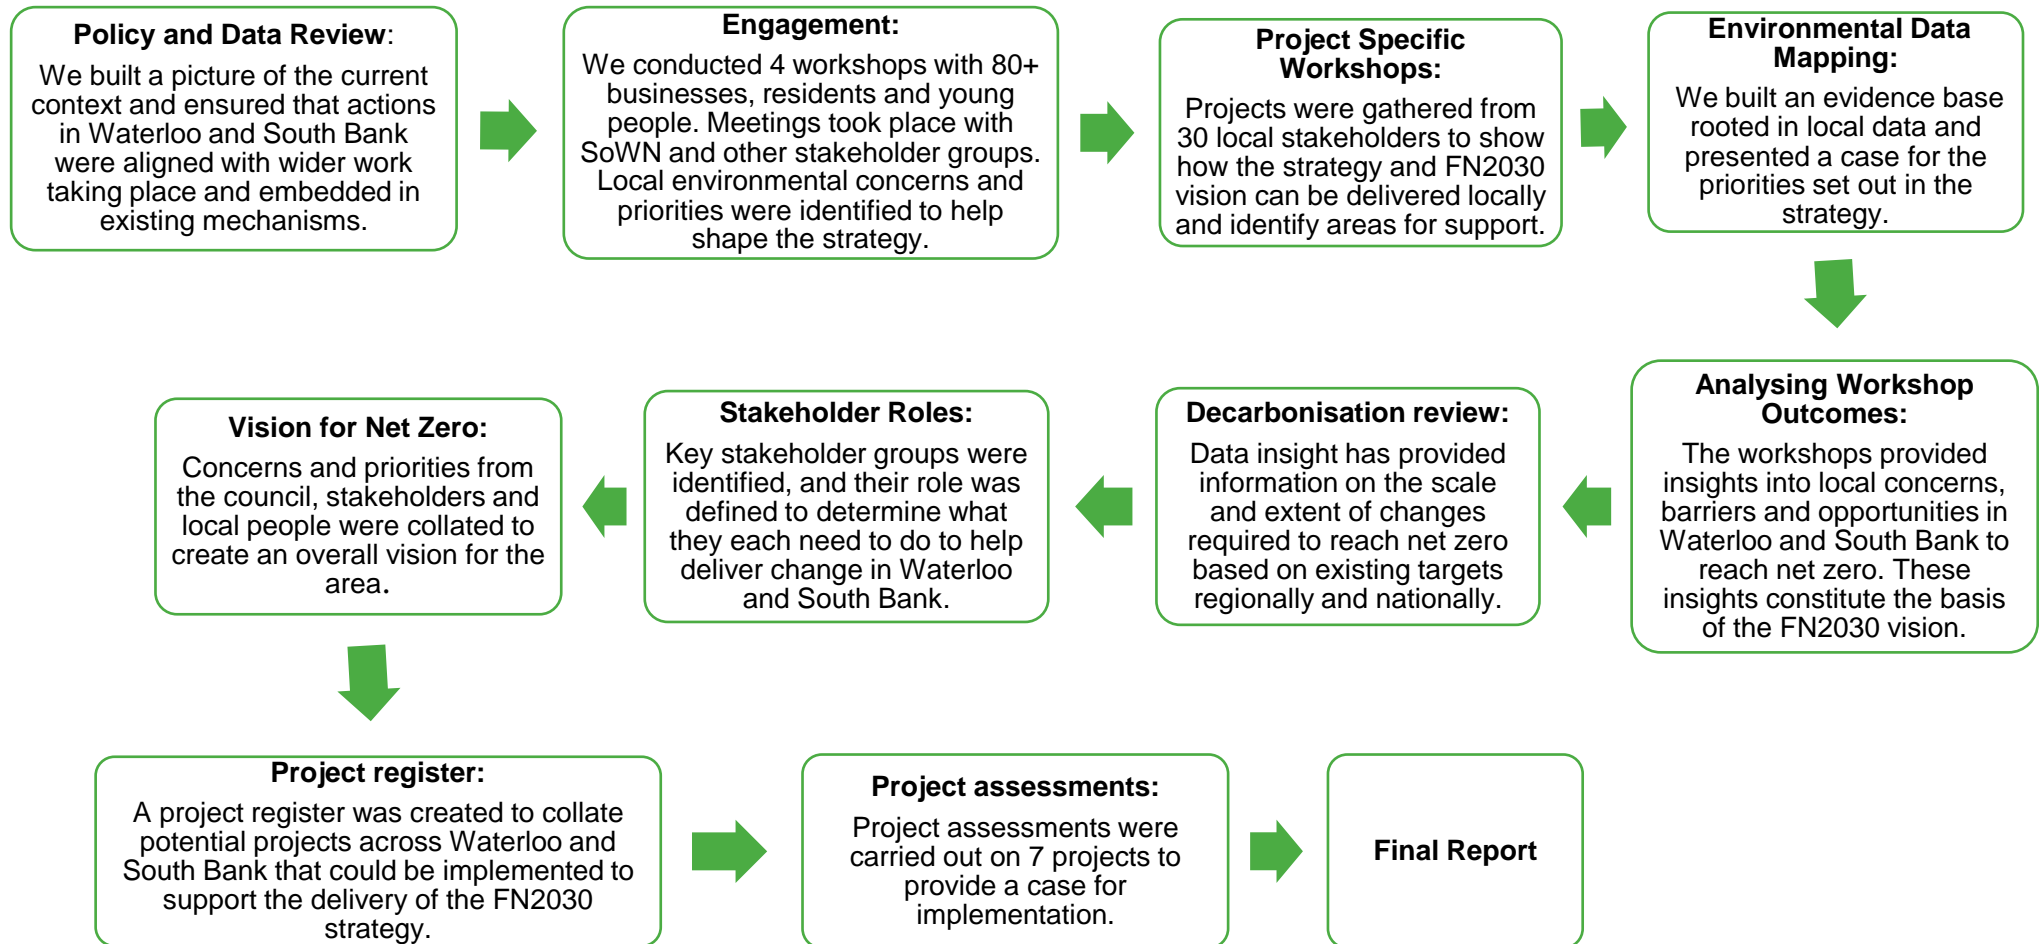 Policy and Data Review:
We built a picture of the current
context and ensured that actions
in Waterloo and South Bank
were aligned with wider work
taking place and embedded in
existing mechanisms.
Engagement:
We conducted 4 workshops with 80+
businesses, residents and young
people. Meetings took place with
SoWN and other stakeholder groups.
Local environmental concerns and
priorities were identified to help
shape the strategy.
Project Specific
Workshops:
Projects were gathered from
30 local stakeholders to show
how the strategy and FN2030
vision can be delivered locally
and identify areas for support.
Environmental Data
Mapping:
We built an evidence base
rooted in local data and
presented a case for the
priorities set out in the
strategy.
Analysing Workshop
Outcomes:
The workshops provided
insights into local concerns,
barriers and opportunities in
Waterloo and South Bank to
reach net zero. These
insights constitute the basis
of the FN2030 vision.
Decarbonisation review:
Data insight has provided
information on the scale
and extent of changes
required to reach net zero
based on existing targets
regionally and nationally.
Stakeholder Roles:
Key stakeholder groups were
identified, and their role was
defined to determine what
they each need to do to help
deliver change in Waterloo
and South Bank.
Vision for Net Zero:
Concerns and priorities from
the council, stakeholders and
local people were collated to
create an overall vision for the
area.
Project register:
A project register was created to collate
potential projects across Waterloo and
South Bank that could be implemented to
support the delivery of the FN2030
strategy.
Project assessments:
Project assessments were
carried out on 7 projects to
provide a case for
implementation.
Final Report